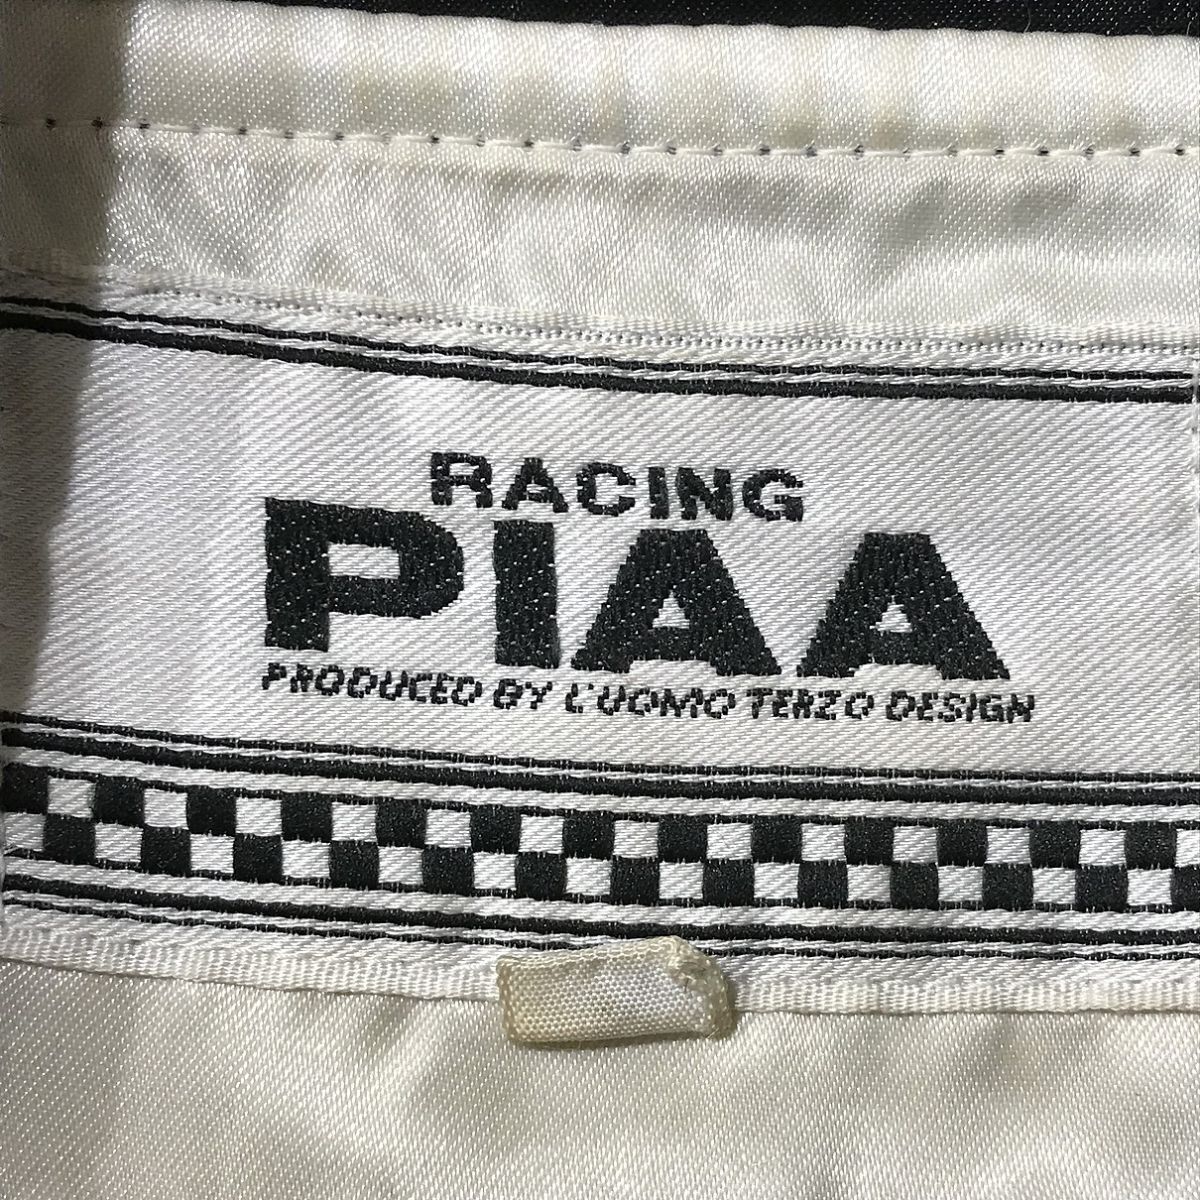 RACING
PIAA
PRODUCED BY L'UOMO TERZO DESIGN